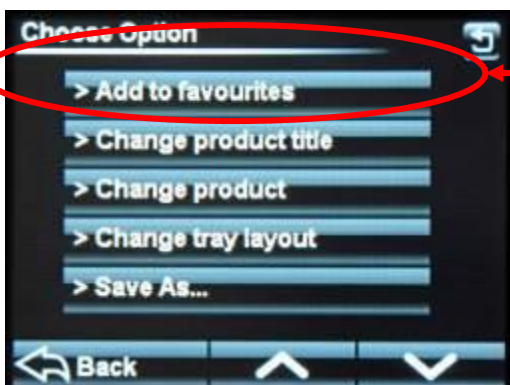 Choose Option
> Add to favourites
> Change product title
> Change product
> Change tray layout
> Save As...
Back